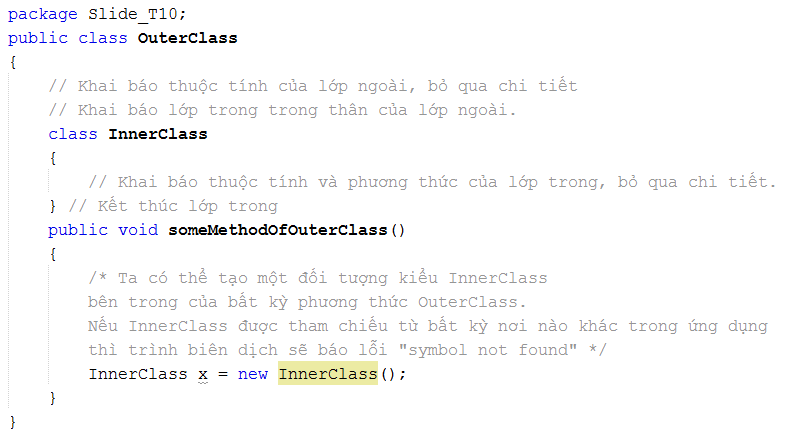 package Slide_T10;
public class OuterClass
{
// Khai báo thuộc tính của lớp ngoài, bỏ qua chi tiết
// Khai báo lớp trong trong thân của lớp ngoài.
class InnerClass
{
// Khai báo thuộc tính và phương thức của lớp trong, bỏ qua chi tiết.
} // Kết thúc lớp trong
public void someMethodOfOuterClass()
{
/* Ta có thể tạo một đối tượng kiểu InnerClass
bên trong của bất kỳ phương thức OuterClass.
Nếu InnerClass được tham chiếu từ bất kỳ nơi nào khác trong ứng dụng
thì trình biên dịch sẽ báo lỗi "symbol not found" */
InnerClass x = new InnerClass();
}
}